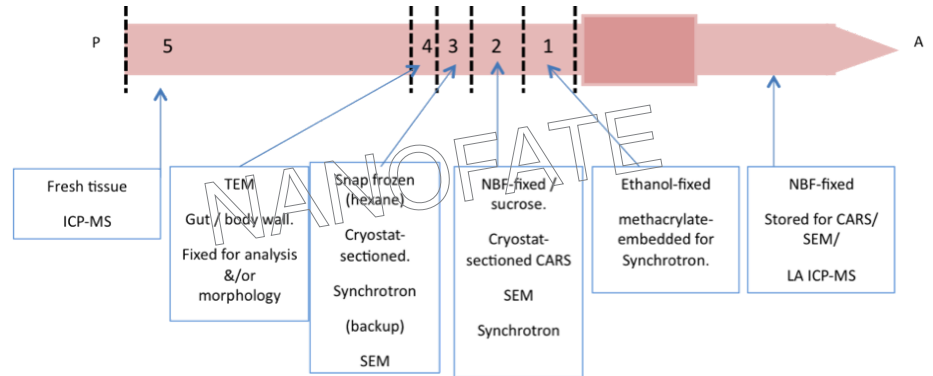 P
5
4
3
2
1
A
NANOFATE
Fresh tissue
ICP-MS
TEM
Gut / body wall.
Fixed for analysis
&/or
morphology
Snap frozen
(hexane)
Cryostat-
sectioned.
Synchrotron
(backup)
SEM
NBF-fixed /
sucrose.
Cryostat-
sectioned CARS
SEM
Synchrotron
Ethanol-fixed
methacrylate-
embedded for
Synchrotron.
NBF-fixed
Stored for CARS/
SEM/
LA ICP-MS